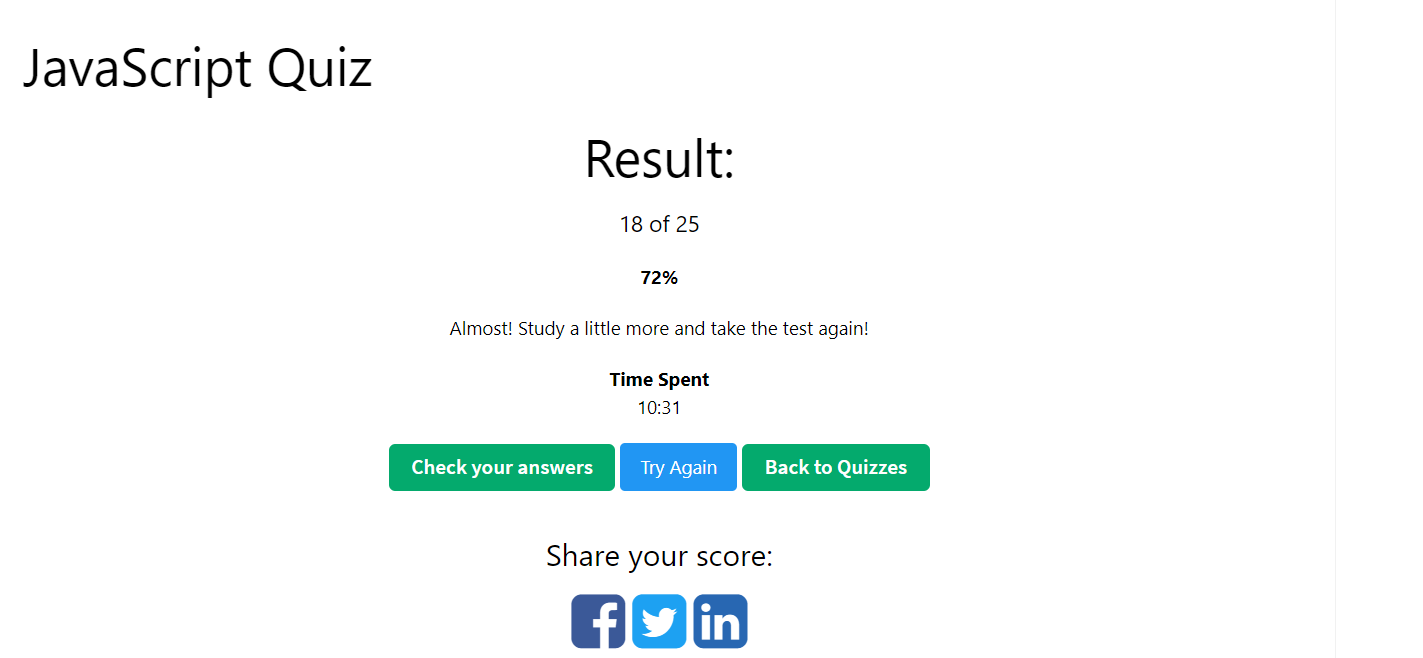 JavaScript Quiz
Result:
18 of 25
72%
Almost! Study a little more and take the test again!
Time Spent
10:31
Check your answers Try Again Back to Quizzes
Share your score:
f in